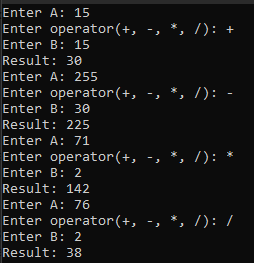 Enter A: 15
Enter operator(+, -, *, /): +
Enter B: 15
Result: 30
Enter A: 255
Enter operator(+, -, *, /): -
Enter B: 30
Result: 225
Enter A: 71
Enter operator(+, -, *, /): *
Enter B: 2
Result: 142
Enter A: 76
Enter operator(+, -, *, /): /
Enter B: 2
Result: 38